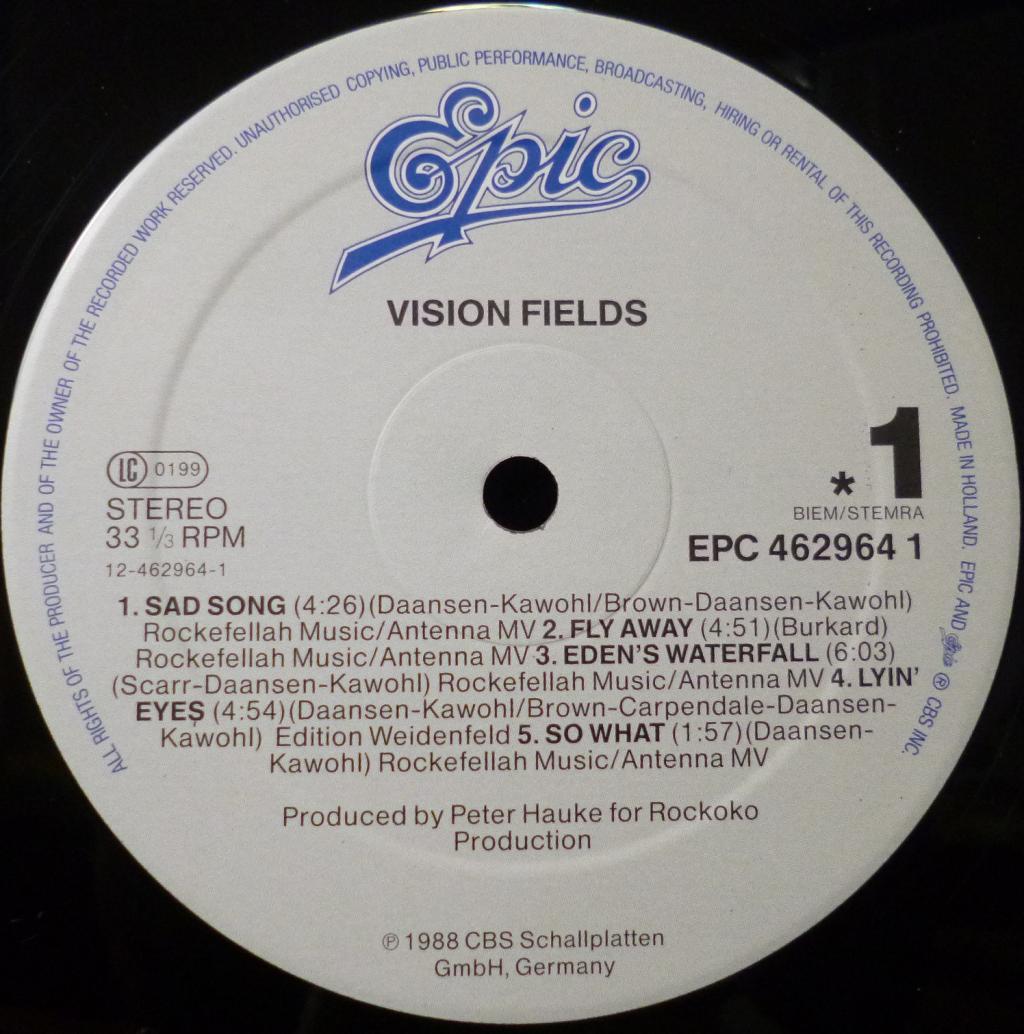 ALL RIGHTS OF THE PRODUCER AND OF THE OWNER OF THE RECORDED WORK RESERVED. UNAUTHORISED COPYING, PUBLIC PERFORMANCE, BROADCASTING, HIRING OR RENTAL OF THIS RECORDING PROHIBITED. MADE IN HOLLAND. EPIC AND Epic ® CBS INC.
Epic
VISION FIELDS
LC 0199
STEREO
33 1/3 RPM
12-462964-1
1
*
BIEM/STEMRA
EPC 462964 1
1. SAD SONG (4:26)(Daansen-Kawohl/Brown-Daansen-Kawohl)
Rockefellah Music/Antenna MV 2. FLY AWAY (4:51)(Burkard)
Rockefellah Music/Antenna MV 3. EDEN'S WATERFALL (6:03)
(Scarr-Daansen-Kawohl) Rockefellah Music/Antenna MV 4. LYIN'
EYES (4:54)(Daansen-Kawohl/Brown-Carpendale-Daansen-
Kawohl) Edition Weidenfeld 5. SO WHAT (1:57)(Daansen-
Kawohl) Rockefellah Music/Antenna MV
Produced by Peter Hauke for Rockoko
Production
℗ 1988 CBS Schallplatten
GmbH, Germany